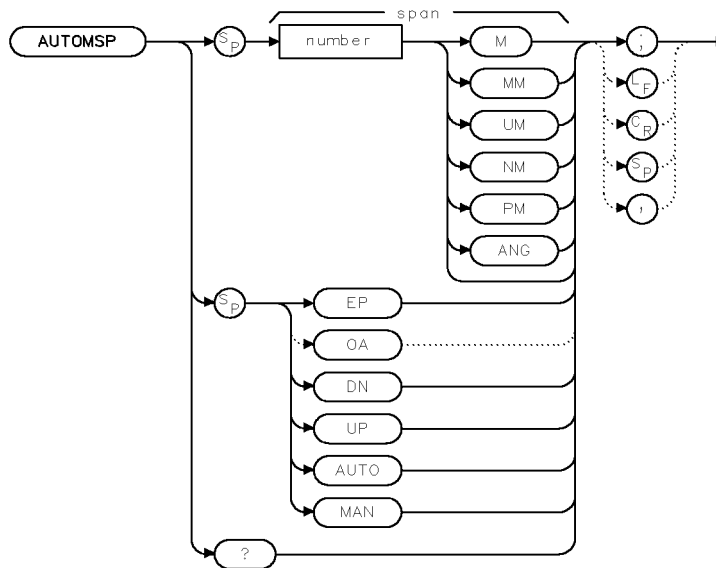 span
AUTOMSP SP number M ;
MM LF
UM CR
NM SP
PM ,
ANG
SP EP
OA
DN
UP
AUTO
MAN
?